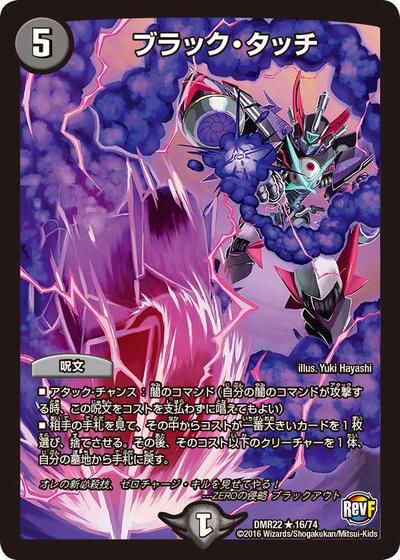 5
ブラック・タッチ
illus. Yuki Hayashi
呪文
■アタック・チャンス：闇のコマンド（自分の闇のコマンドが攻撃する時、この呪文をコストを支払わずに唱えてもよい）
■相手の手札を見て、その中からコストが一番大きいカードを1枚選び、捨てさせる。その後、そのコスト以下のクリーチャーを1体、自分の墓地から手札に戻す。
オレの新必殺技、ゼロチャージ・キルを見せてやる！
──ZEROの侵略 ブラックアウト
1
RevF
DMR22 ★ 16/74
©2016 Wizards/Shogakukan/Mitsui-Kids